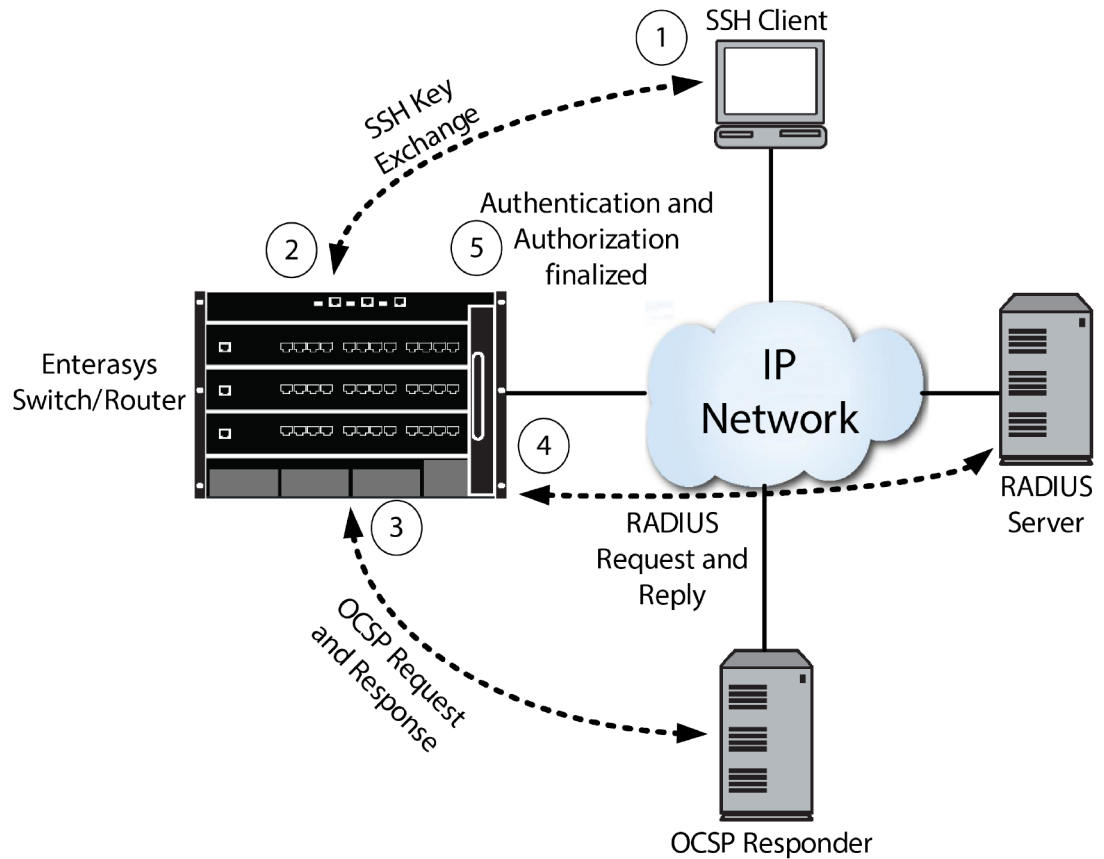 1
SSH Client
SSH Key
Exchange
2
5
Authentication and
Authorization
finalized
Enterasys
Switch/Router
IP
Network
4
RADIUS
Server
3
RADIUS
Request and
Reply
OCSP Request
and Response
OCSP Responder